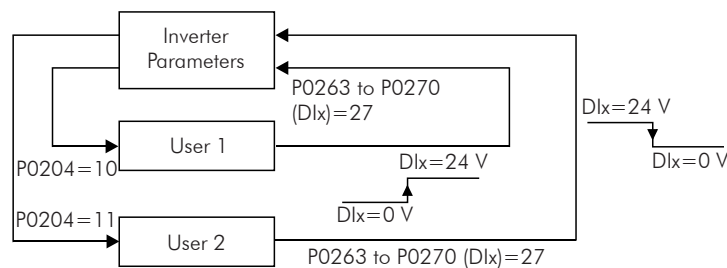 Inverter
Parameters
P0263 to P0270
(DIx)=27
DIx=24 V
User 1
DIx=0 V
P0204=10
DIx=24 V
DIx=0 V
P0204=11
User 2
P0263 to P0270 (DIx)=27